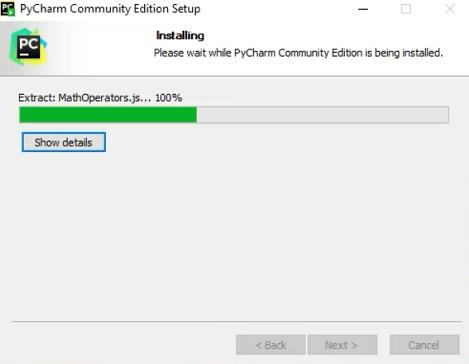 PyCharm Community Edition Setup
PC
Installing
Please wait while PyCharm Community Edition is being installed.
Extract: MathOperators.js... 100%
Show details
< Back Next > Cancel